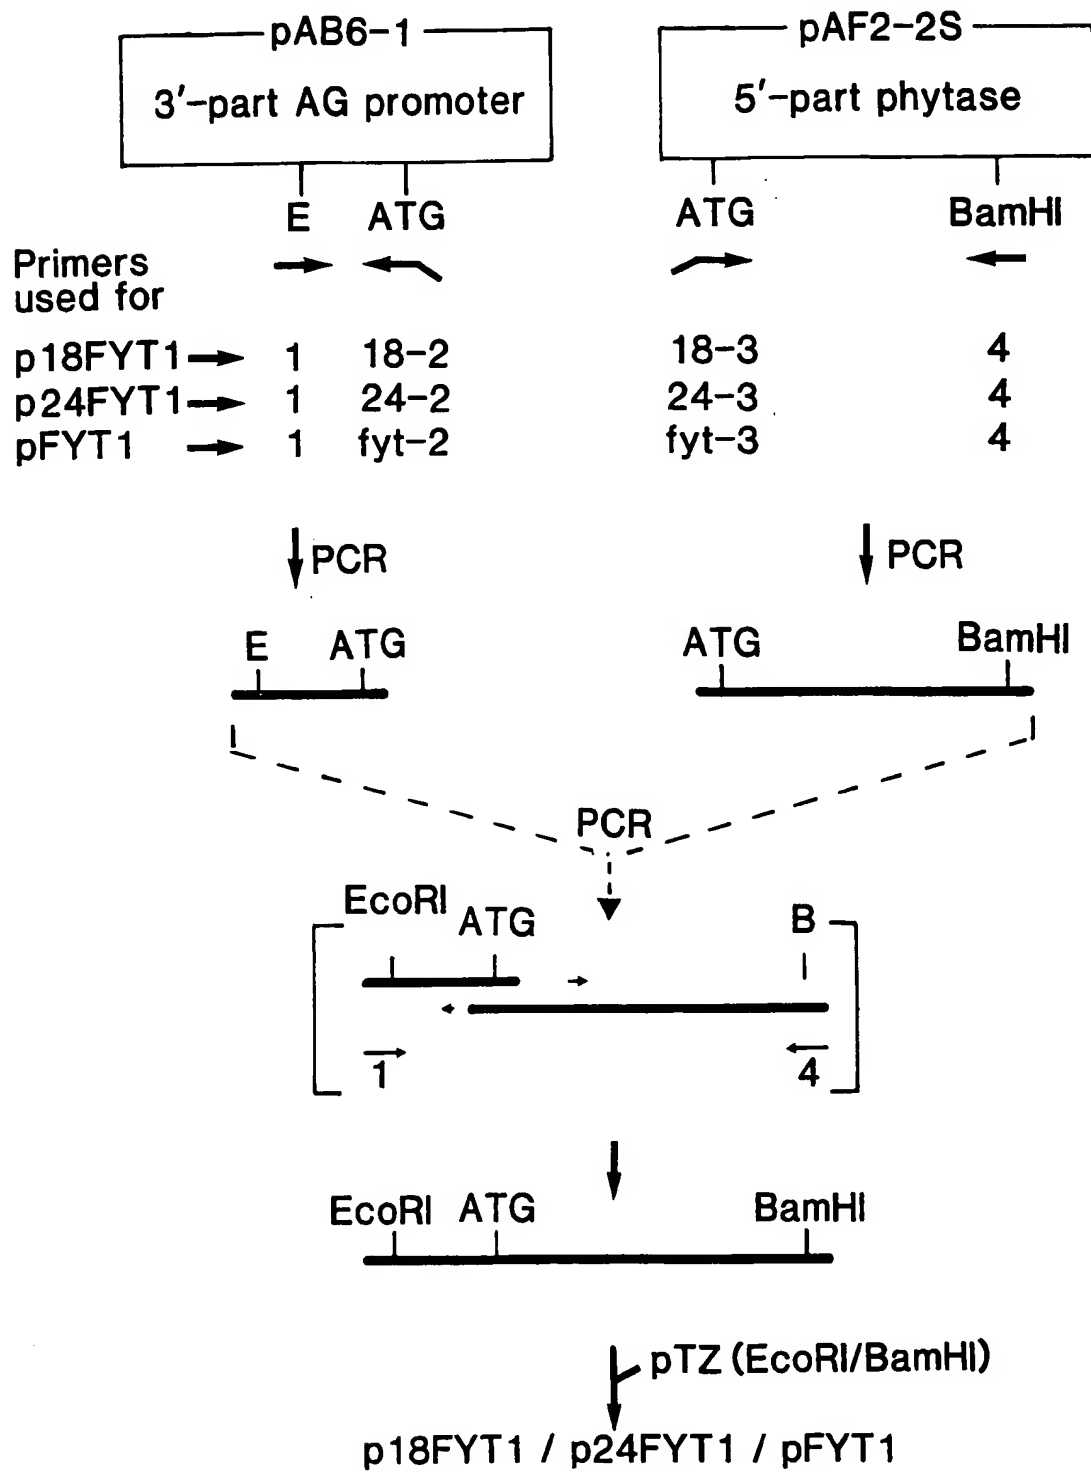 pAB6-1 pAF2-2S
3'-part AG promoter 5'-part phytase
E ATG ATG BamHI
Primers
used for
p18FYT1 1 18-2 18-3 4
p24FYT1 1 24-2 24-3 4
pFYT1 1 fyt-2 fyt-3 4
PCR PCR
E ATG ATG BamHI
PCR
EcoRI ATG B
1 4
EcoRI ATG BamHI
pTZ (EcoRI/BamHI)
p18FYT1 / p24FYT1 / pFYT1